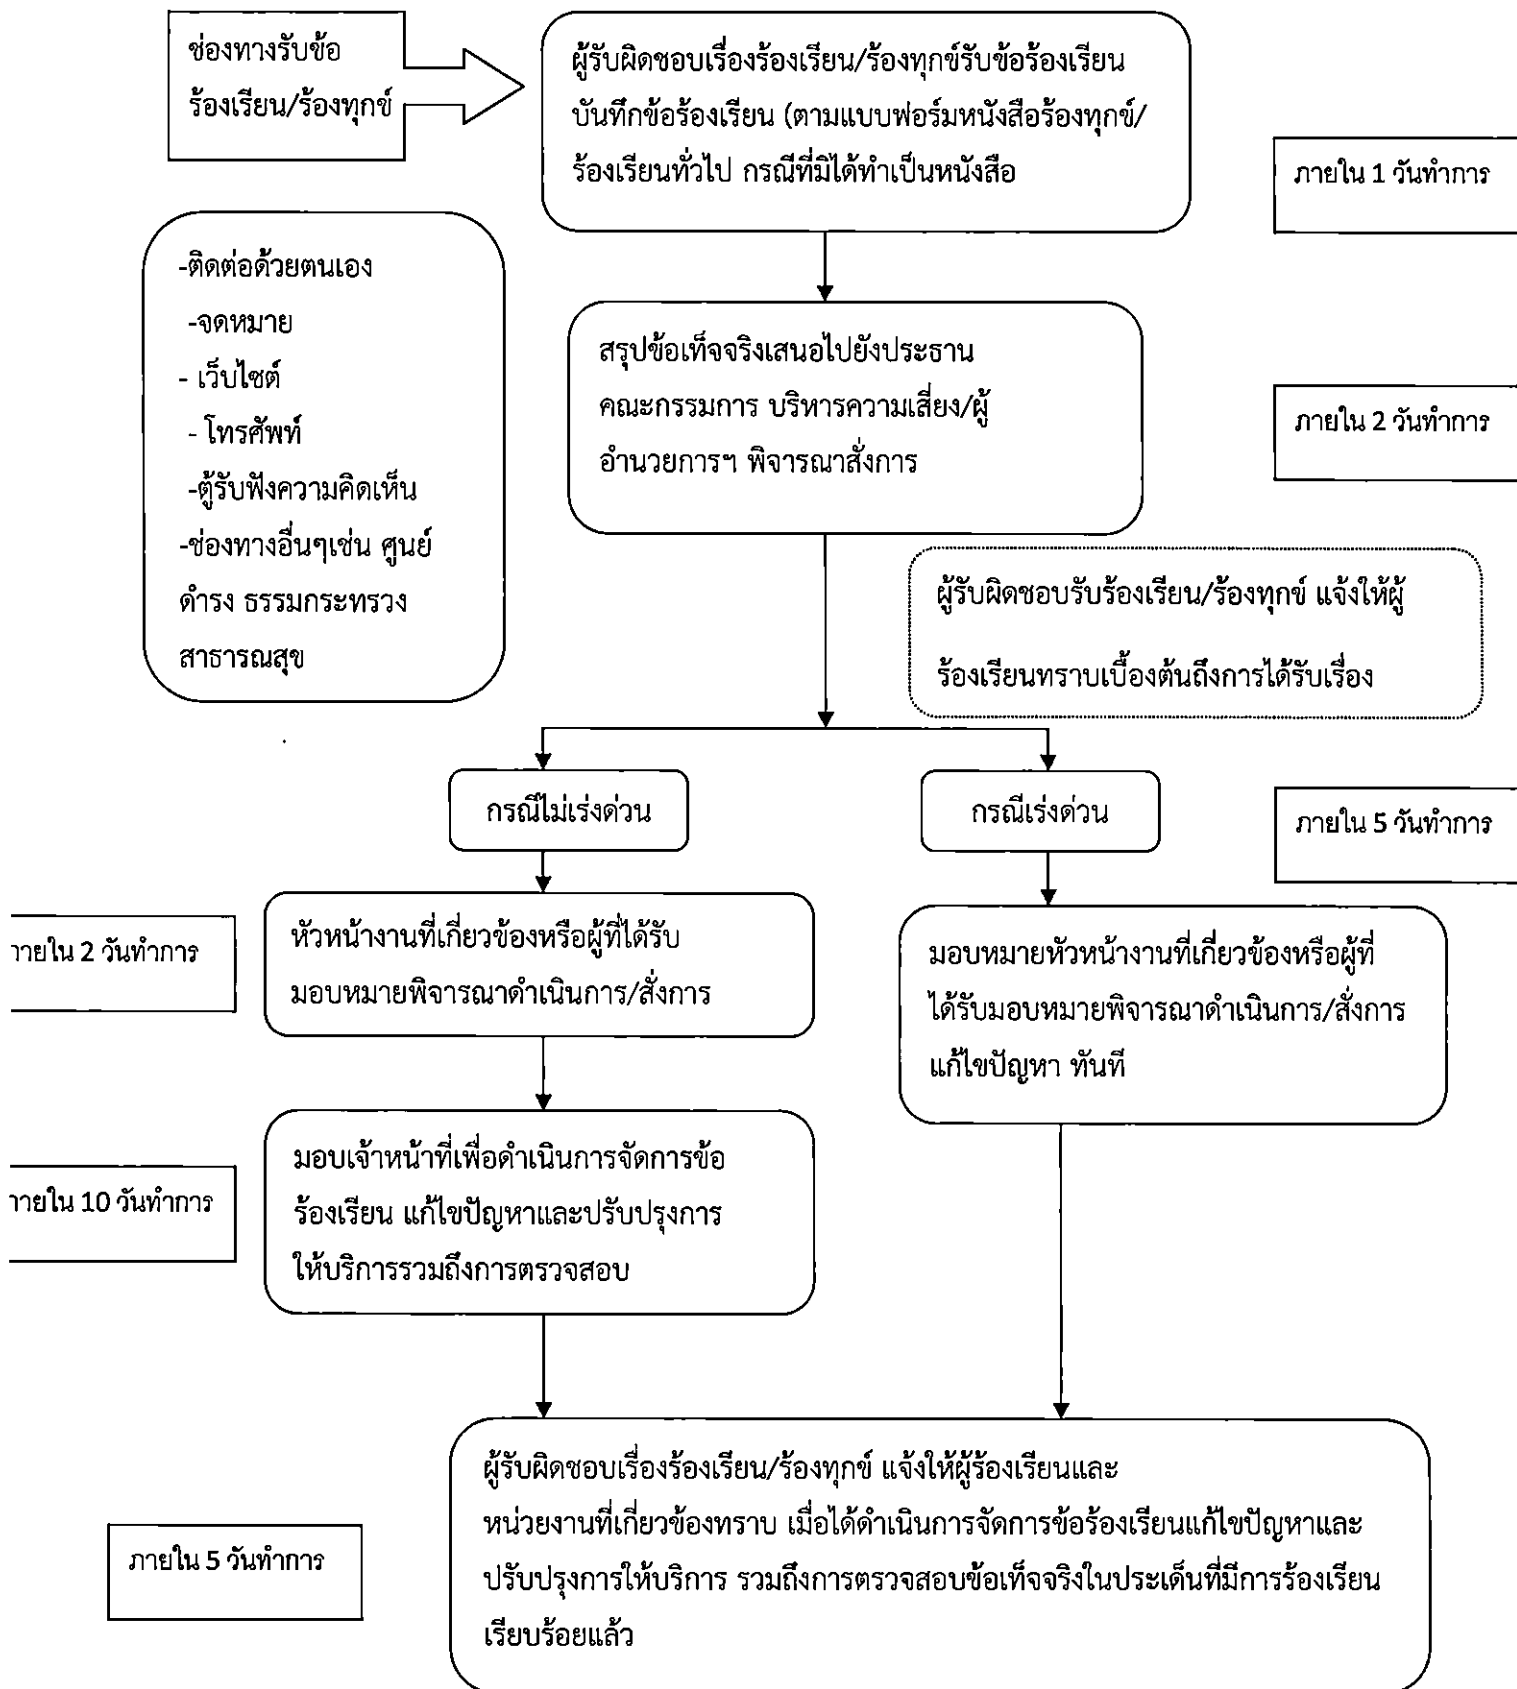 ช่องทางรับข้อ
ร้องเรียน/ร้องทุกข์
ผู้รับผิดชอบเรื่องร้องเรียน/ร้องทุกข์รับข้อร้องเรียน
บันทึกข้อร้องเรียน (ตามแบบฟอร์มหนังสือร้องทุกข์/
ร้องเรียนทั่วไป กรณีที่มิได้ทำเป็นหนังสือ
ภายใน 1 วันทำการ
-ติดต่อด้วยตนเอง
-จดหมาย
- เว็บไซต์
- โทรศัพท์
-ตู้รับฟังความคิดเห็น
-ช่องทางอื่นๆเช่น ศูนย์
ดำรง ธรรมกระทรวง
สาธารณสุข
สรุปข้อเท็จจริงเสนอไปยังประธาน
คณะกรรมการ บริหารความเสี่ยง/ผู้
อำนวยการฯ พิจารณาสั่งการ
ภายใน 2 วันทำการ
ผู้รับผิดชอบรับร้องเรียน/ร้องทุกข์ แจ้งให้ผู้
ร้องเรียนทราบเบื้องต้นถึงการได้รับเรื่อง
กรณีไม่เร่งด่วน
กรณีเร่งด่วน
ภายใน 5 วันทำการ
ภายใน 2 วันทำการ
หัวหน้างานที่เกี่ยวข้องหรือผู้ที่ได้รับ
มอบหมายพิจารณาดำเนินการ/สั่งการ
มอบหมายหัวหน้างานที่เกี่ยวข้องหรือผู้ที่
ได้รับมอบหมายพิจารณาดำเนินการ/สั่งการ
แก้ไขปัญหา ทันที
ภายใน 10 วันทำการ
มอบเจ้าหน้าที่เพื่อดำเนินการจัดการข้อ
ร้องเรียน แก้ไขปัญหาและปรับปรุงการ
ให้บริการรวมถึงการตรวจสอบ
ภายใน 5 วันทำการ
ผู้รับผิดชอบเรื่องร้องเรียน/ร้องทุกข์ แจ้งให้ผู้ร้องเรียนและ
หน่วยงานที่เกี่ยวข้องทราบ เมื่อได้ดำเนินการจัดการข้อร้องเรียนแก้ไขปัญหาและ
ปรับปรุงการให้บริการ รวมถึงการตรวจสอบข้อเท็จจริงในประเด็นที่มีการร้องเรียน
เรียบร้อยแล้ว